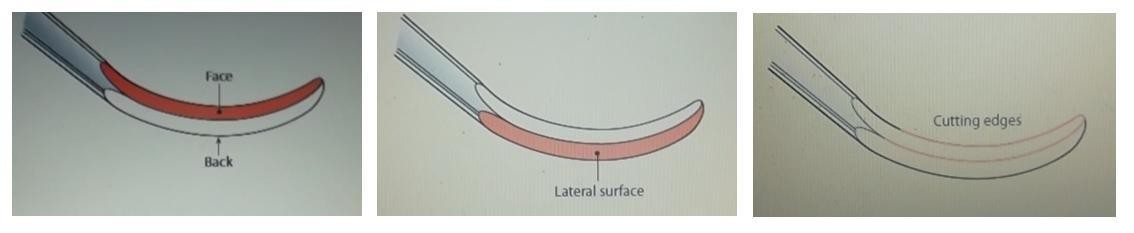 Face
Back
Lateral surface
Cutting edges